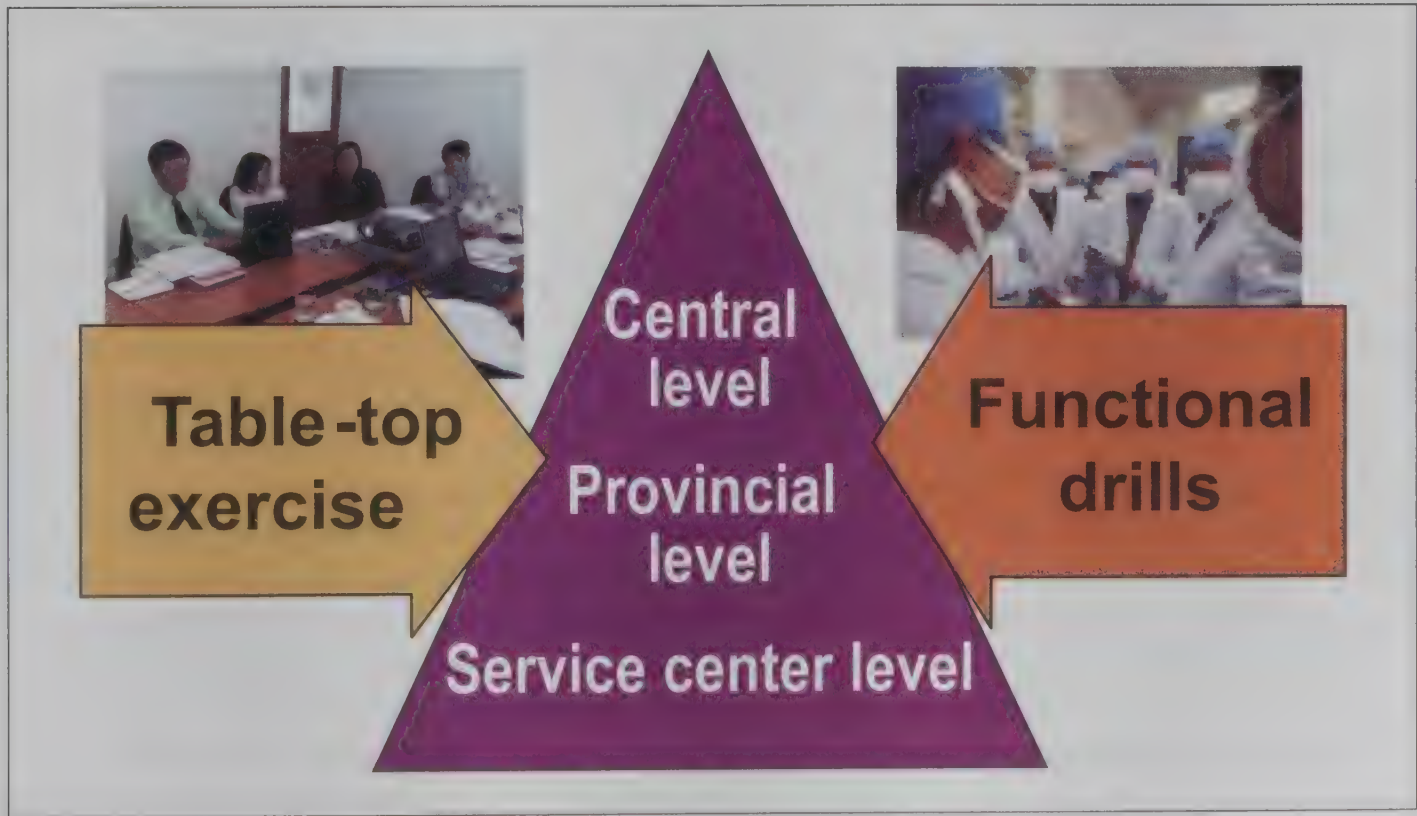 Central
level
Table-top
exercise
Functional
drills
Provincial
level
Service center level